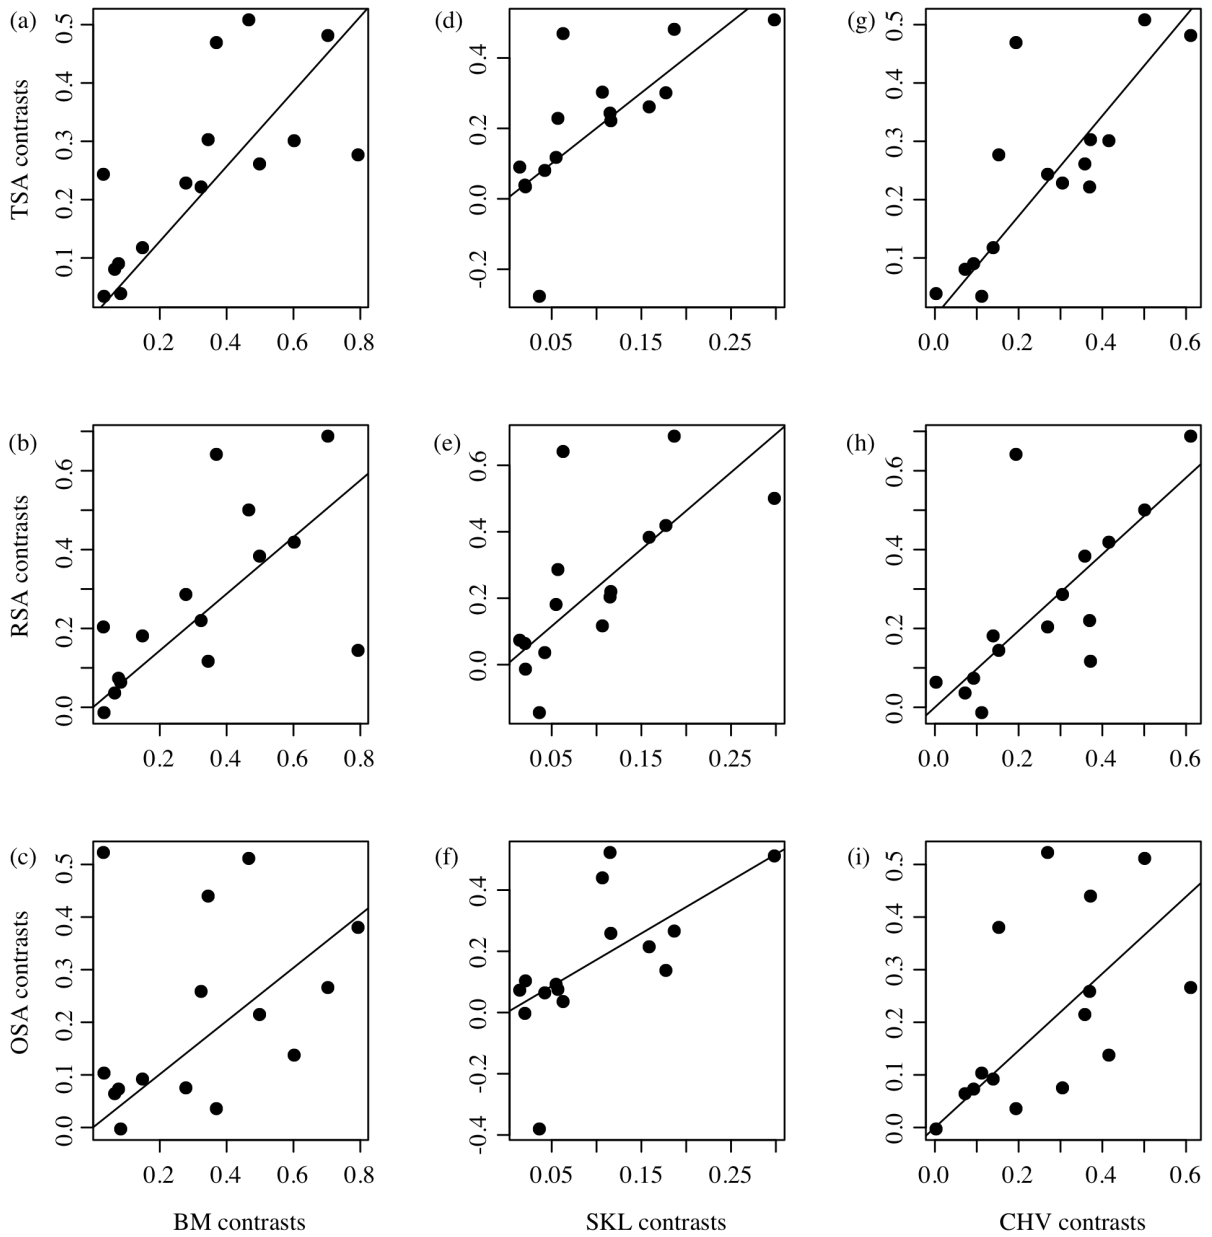 (a) (d) (g)
TSA contrasts
0.1 0.2 0.3 0.4 0.5
-0.2 0.0 0.2 0.4
0.1 0.2 0.3 0.4 0.5
0.2 0.4 0.6 0.8
0.05 0.15 0.25
0.0 0.2 0.4 0.6
(b) (e) (h)
RSA contrasts
0.0 0.2 0.4 0.6
0.0 0.2 0.4 0.6
0.0 0.2 0.4 0.6
0.2 0.4 0.6 0.8
0.05 0.15 0.25
0.0 0.2 0.4 0.6
(c) (f) (i)
OSA contrasts
0.0 0.1 0.2 0.3 0.4 0.5
-0.4 -0.2 0.0 0.2 0.4
0.0 0.1 0.2 0.3 0.4 0.5
0.2 0.4 0.6 0.8
0.05 0.15 0.25
0.0 0.2 0.4 0.6
BM contrasts
SKL contrasts
CHV contrasts